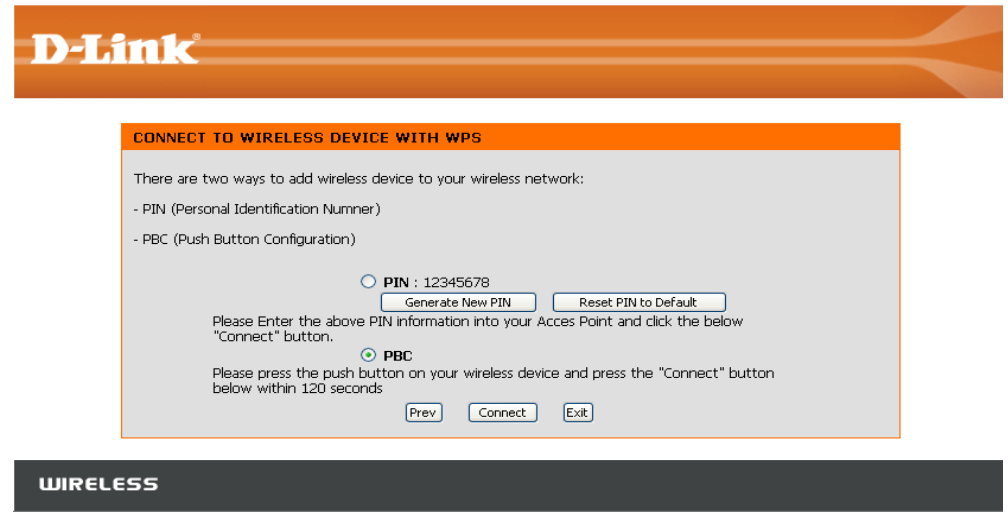 D-Link®
CONNECT TO WIRELESS DEVICE WITH WPS
There are two ways to add wireless device to your wireless network:
- PIN (Personal Identification Numner)
- PBC (Push Button Configuration)
PIN : 12345678
Generate New PIN Reset PIN to Default
Please Enter the above PIN information into your Acces Point and click the below
"Connect" button.
PBC
Please press the push button on your wireless device and press the "Connect" button
below within 120 seconds
Prev Connect Exit
WIRELESS